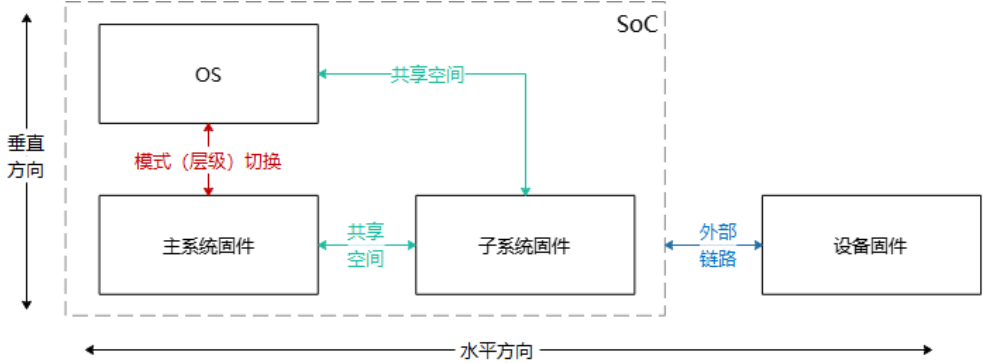 SoC
OS
共享空间
垂直
方向
模式（层级）切换
主系统固件
共享
空间
子系统固件
外部
链路
设备固件
水平方向